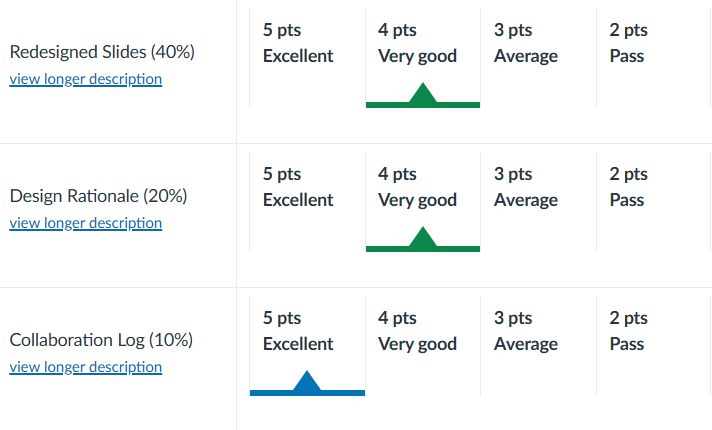 Redesigned Slides (40%)
view longer description
5 pts
Excellent
4 pts
Very good
3 pts
Average
2 pts
Pass
Design Rationale (20%)
view longer description
5 pts
Excellent
4 pts
Very good
3 pts
Average
2 pts
Pass
Collaboration Log (10%)
view longer description
5 pts
Excellent
4 pts
Very good
3 pts
Average
2 pts
Pass